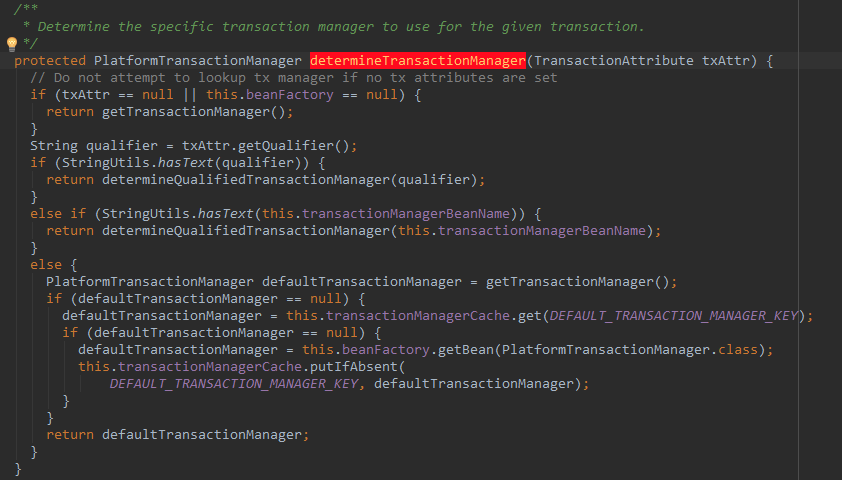 /**
 * Determine the specific transaction manager to use for the given transaction.
 */
protected PlatformTransactionManager determineTransactionManager(TransactionAttribute txAttr) {
  // Do not attempt to lookup tx manager if no tx attributes are set
  if (txAttr == null || this.beanFactory == null) {
    return getTransactionManager();
  }
  String qualifier = txAttr.getQualifier();
  if (StringUtils.hasText(qualifier)) {
    return determineQualifiedTransactionManager(qualifier);
  }
  else if (StringUtils.hasText(this.transactionManagerBeanName)) {
    return determineQualifiedTransactionManager(this.transactionManagerBeanName);
  }
  else {
    PlatformTransactionManager defaultTransactionManager = getTransactionManager();
    if (defaultTransactionManager == null) {
      defaultTransactionManager = this.transactionManagerCache.get(DEFAULT_TRANSACTION_MANAGER_KEY);
      if (defaultTransactionManager == null) {
        defaultTransactionManager = this.beanFactory.getBean(PlatformTransactionManager.class);
        this.transactionManagerCache.putIfAbsent(
            DEFAULT_TRANSACTION_MANAGER_KEY, defaultTransactionManager);
      }
    }
    return defaultTransactionManager;
  }
}